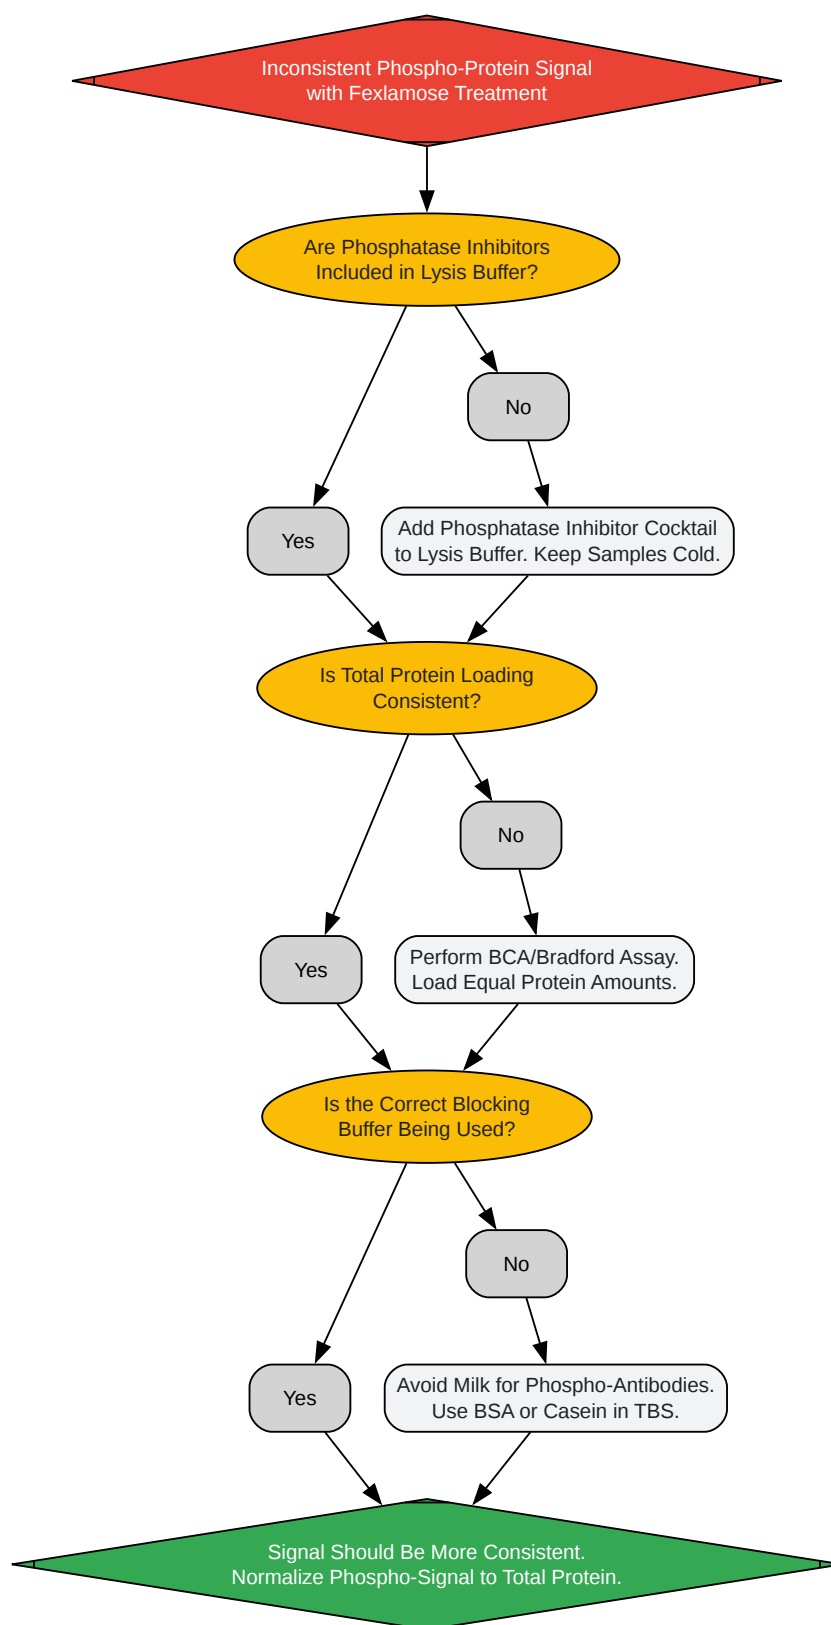 Inconsistent Phospho-Protein Signal
with Fexlamose Treatment
Are Phosphatase Inhibitors
Included in Lysis Buffer?
No
Yes
Add Phosphatase Inhibitor Cocktail
to Lysis Buffer. Keep Samples Cold.
Is Total Protein Loading
Consistent?
No
Yes
Perform BCA/Bradford Assay.
Load Equal Protein Amounts.
Is the Correct Blocking
Buffer Being Used?
No
Yes
Avoid Milk for Phospho-Antibodies.
Use BSA or Casein in TBS.
Signal Should Be More Consistent.
Normalize Phospho-Signal to Total Protein.